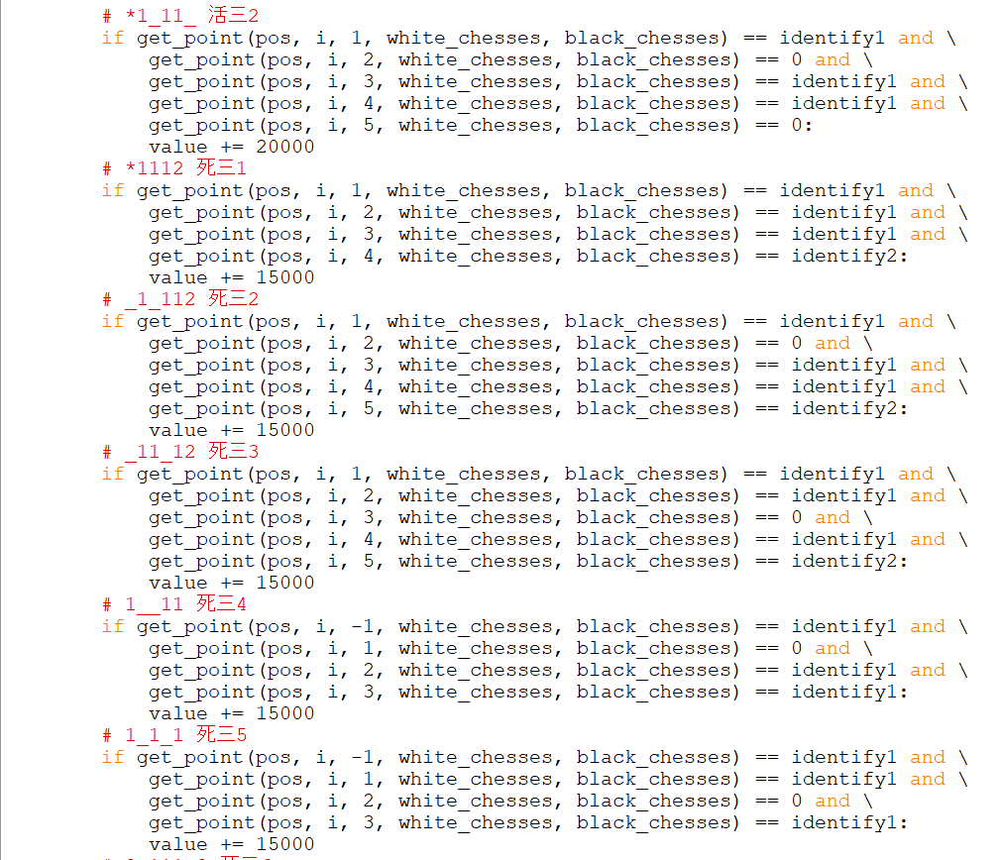 # *1_11_ 活三2
if get_point(pos, i, 1, white_chesses, black_chesses) == identify1 and \
get_point(pos, i, 2, white_chesses, black_chesses) == 0 and \
get_point(pos, i, 3, white_chesses, black_chesses) == identify1 and \
get_point(pos, i, 4, white_chesses, black_chesses) == identify1 and \
get_point(pos, i, 5, white_chesses, black_chesses) == 0:
value += 20000
# *1112 死三1
if get_point(pos, i, 1, white_chesses, black_chesses) == identify1 and \
get_point(pos, i, 2, white_chesses, black_chesses) == identify1 and \
get_point(pos, i, 3, white_chesses, black_chesses) == identify1 and \
get_point(pos, i, 4, white_chesses, black_chesses) == identify2:
value += 15000
# _1_112 死三2
if get_point(pos, i, 1, white_chesses, black_chesses) == identify1 and \
get_point(pos, i, 2, white_chesses, black_chesses) == 0 and \
get_point(pos, i, 3, white_chesses, black_chesses) == identify1 and \
get_point(pos, i, 4, white_chesses, black_chesses) == identify1 and \
get_point(pos, i, 5, white_chesses, black_chesses) == identify2:
value += 15000
# _11_12 死三3
if get_point(pos, i, 1, white_chesses, black_chesses) == identify1 and \
get_point(pos, i, 2, white_chesses, black_chesses) == identify1 and \
get_point(pos, i, 3, white_chesses, black_chesses) == 0 and \
get_point(pos, i, 4, white_chesses, black_chesses) == identify1 and \
get_point(pos, i, 5, white_chesses, black_chesses) == identify2:
value += 15000
# 1__11 死三4
if get_point(pos, i, -1, white_chesses, black_chesses) == identify1 and \
get_point(pos, i, 1, white_chesses, black_chesses) == 0 and \
get_point(pos, i, 2, white_chesses, black_chesses) == identify1 and \
get_point(pos, i, 3, white_chesses, black_chesses) == identify1:
value += 15000
# 1_1_1 死三5
if get_point(pos, i, -1, white_chesses, black_chesses) == identify1 and \
get_point(pos, i, 1, white_chesses, black_chesses) == identify1 and \
get_point(pos, i, 2, white_chesses, black_chesses) == 0 and \
get_point(pos, i, 3, white_chesses, black_chesses) == identify1:
value += 15000